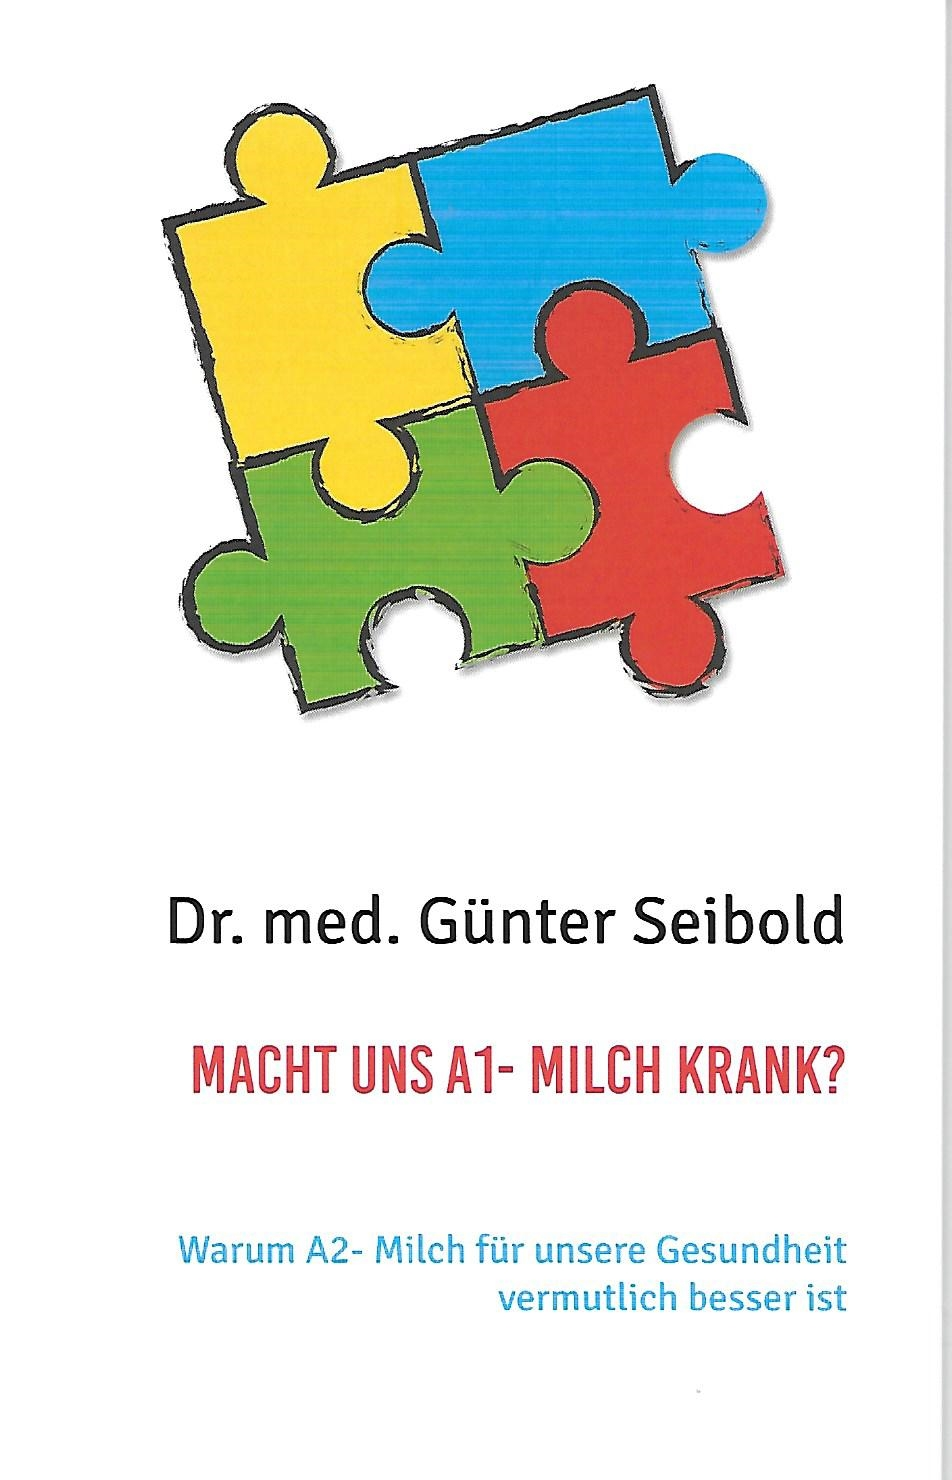 Dr. med. Günter Seibold
MACHT UNS A1- MILCH KRANK?
Warum A2- Milch für unsere Gesundheit
vermutlich besser ist